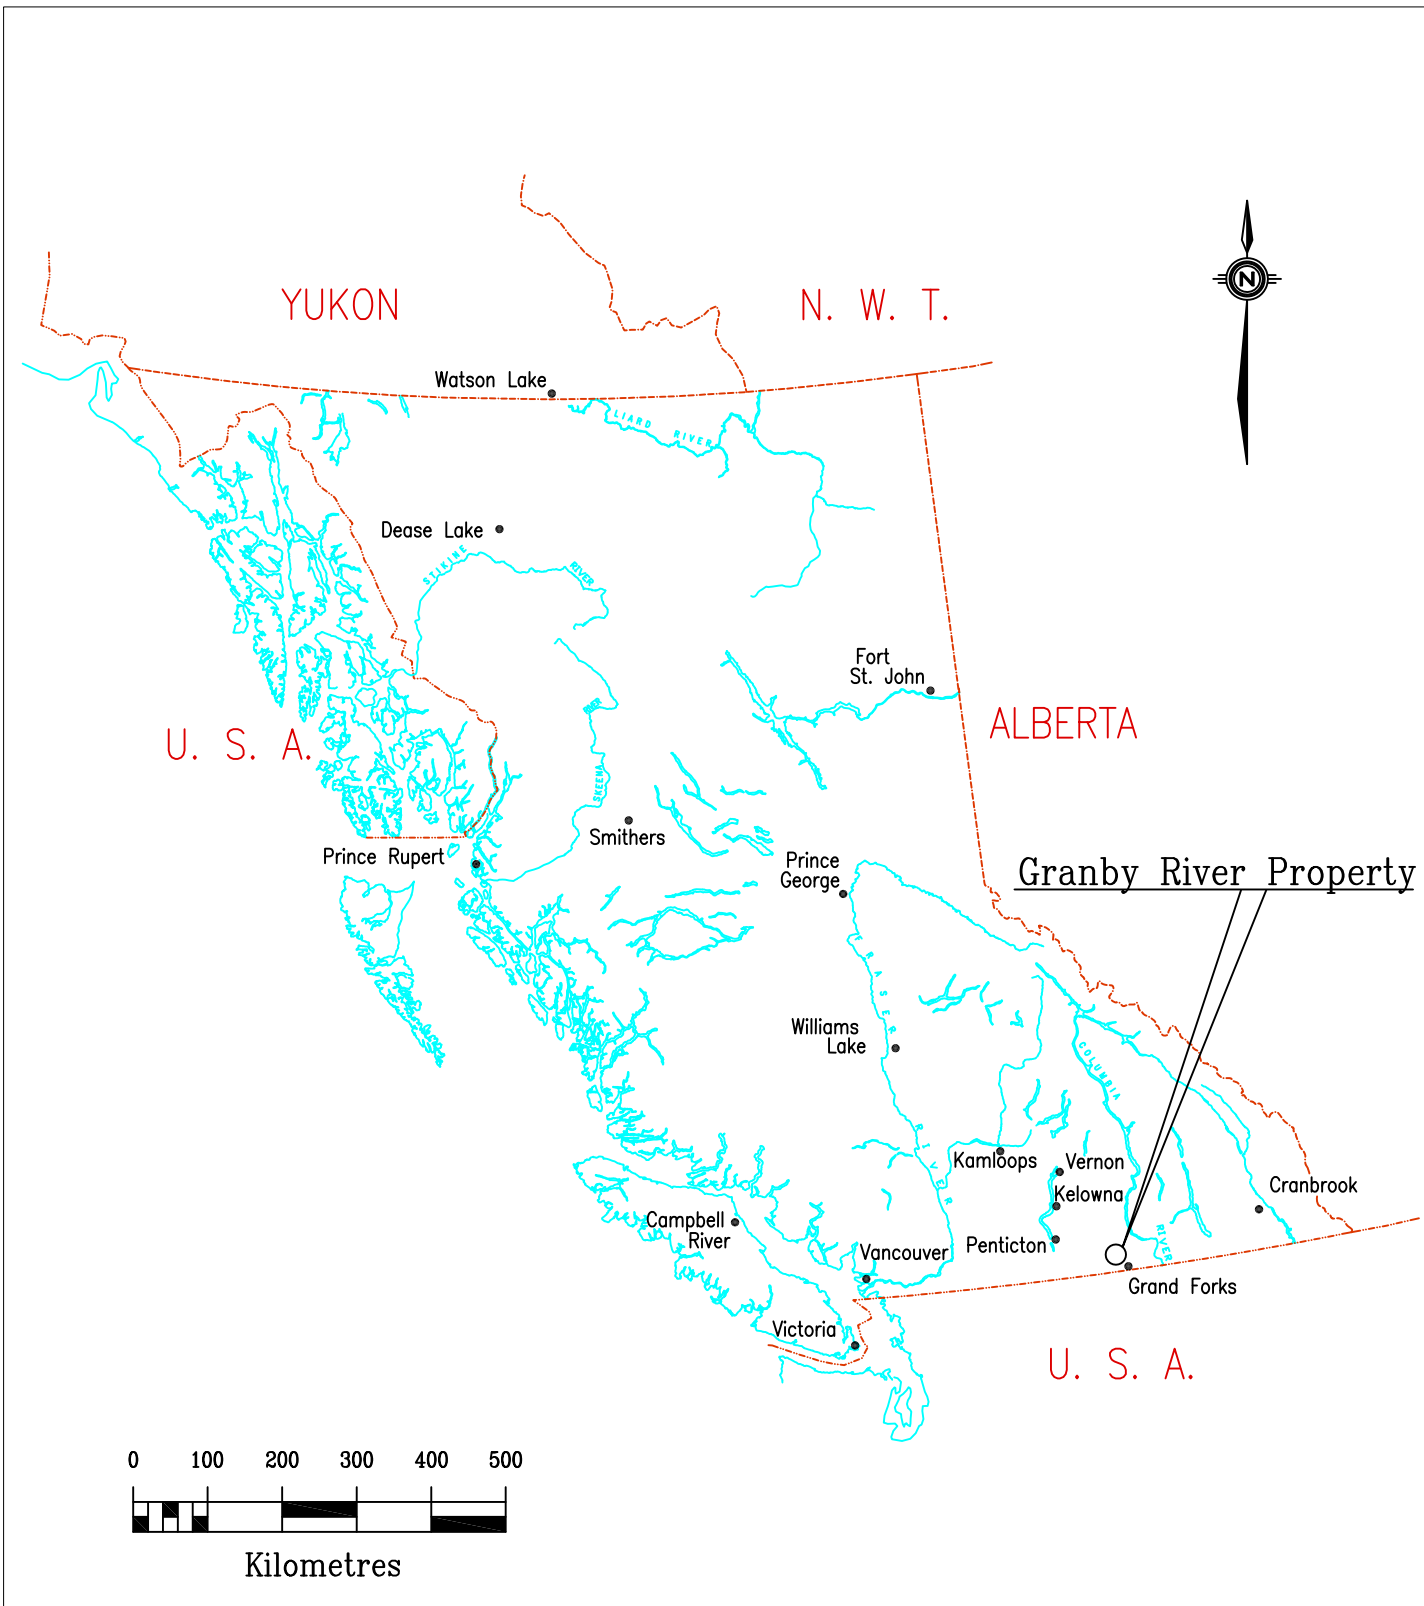 N
YUKON
N. W. T.
Watson Lake
LIARD RIVER
Dease Lake
STIKINE RIVER
Fort
St. John
ALBERTA
U. S. A.
SKEENA
Smithers
Prince Rupert
Prince
George
Granby River Property
FRASER RIVER
Williams
Lake
COLUMBIA RIVER
Kamloops
Vernon
Kelowna
Cranbrook
Campbell
River
Penticton
Vancouver
Grand Forks
Victoria
U. S. A.
0 100 200 300 400 500
Kilometres